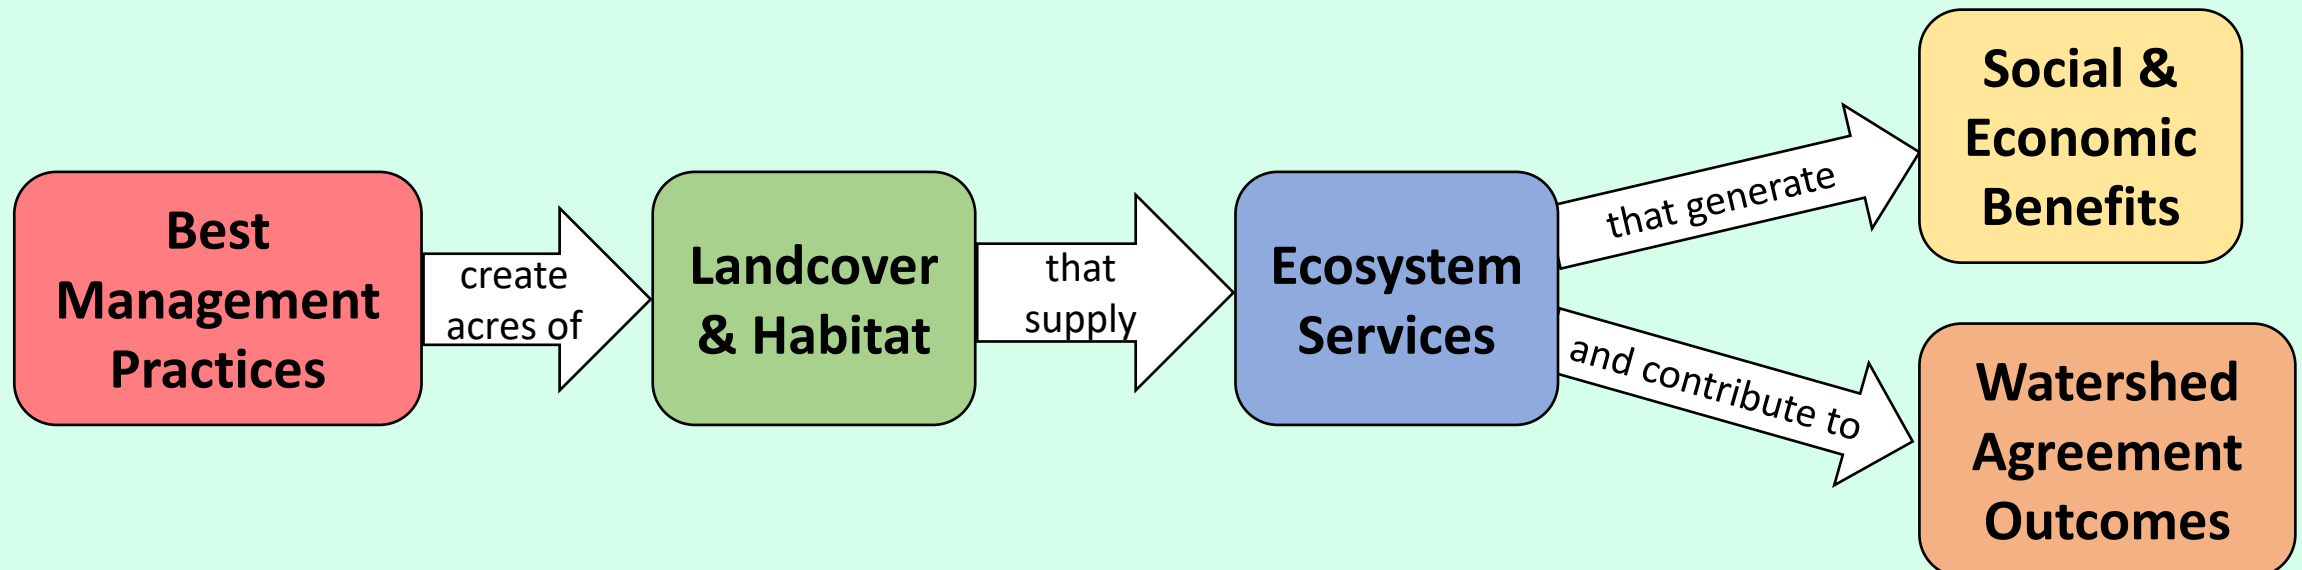 Best
Management
Practices
create
acres of
Landcover
& Habitat
that
supply
Ecosystem
Services
that generate
Social &
Economic
Benefits
and contribute to
Watershed
Agreement
Outcomes